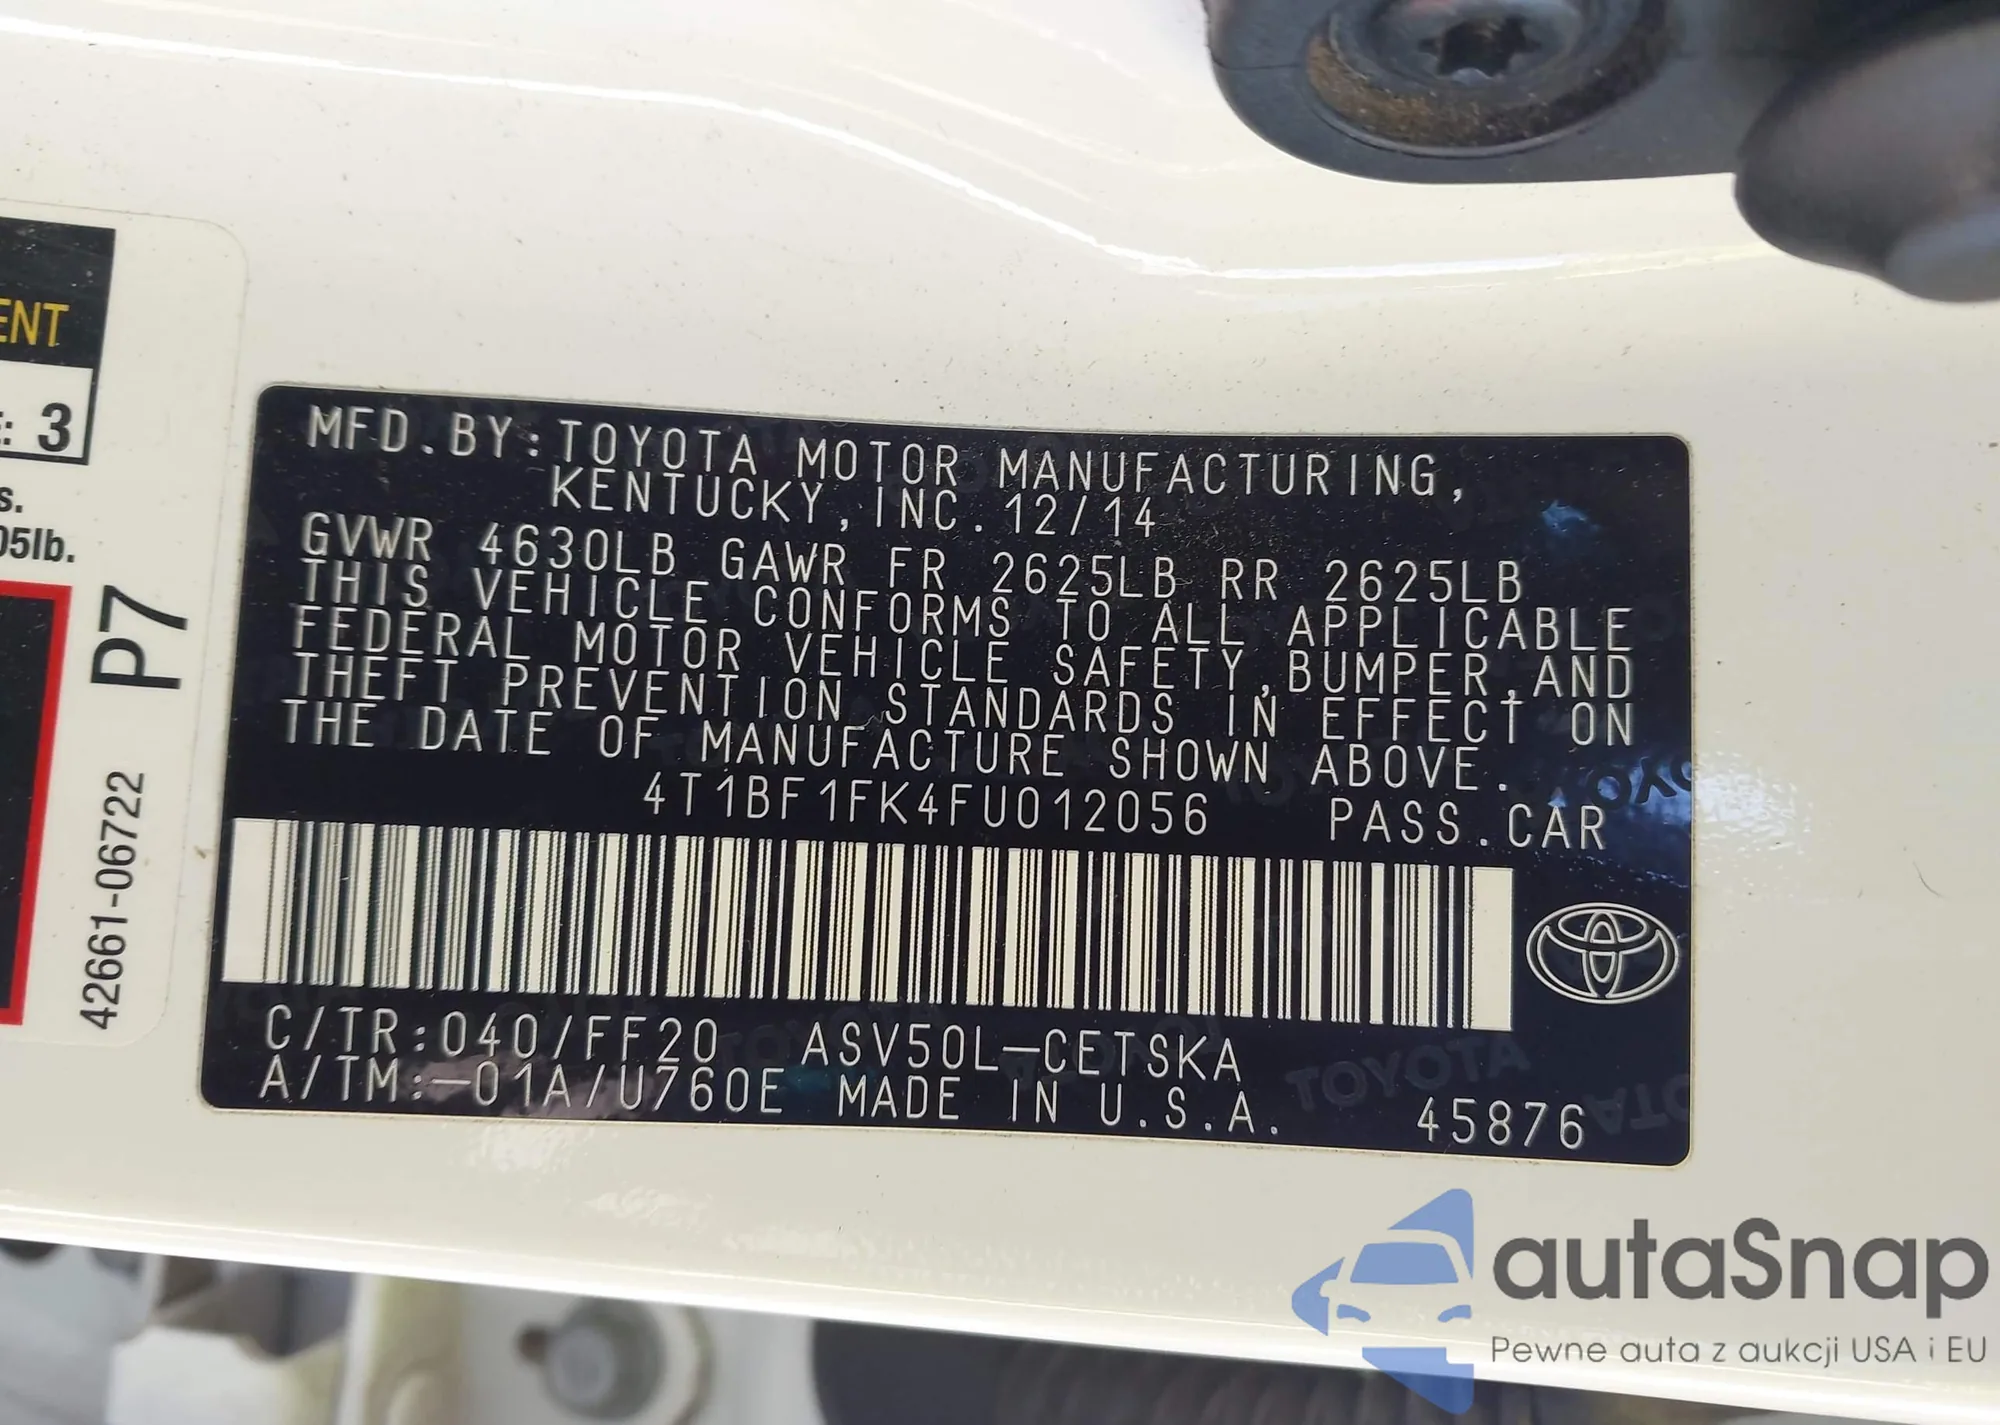 ENT
: 3
s.
05lb.
P7
42661-06722
MFD.BY:TOYOTA MOTOR MANUFACTURING,
KENTUCKY,INC.12/14
GVWR 4630LB GAWR FR 2625LB RR 2625LB
THIS VEHICLE CONFORMS TO ALL APPLICABLE
FEDERAL MOTOR VEHICLE SAFETY,BUMPER,AND
THEFT PREVENTION STANDARDS IN EFFECT ON
THE DATE OF MANUFACTURE SHOWN ABOVE.
4T1BF1FK4FU012056 PASS.CAR
C/TR:040/FF20 ASV50L-CETSKA
A/TM:-01A/U760E MADE IN U.S.A. 45876
autaSnap
Pewne auta z aukcji USA i EU